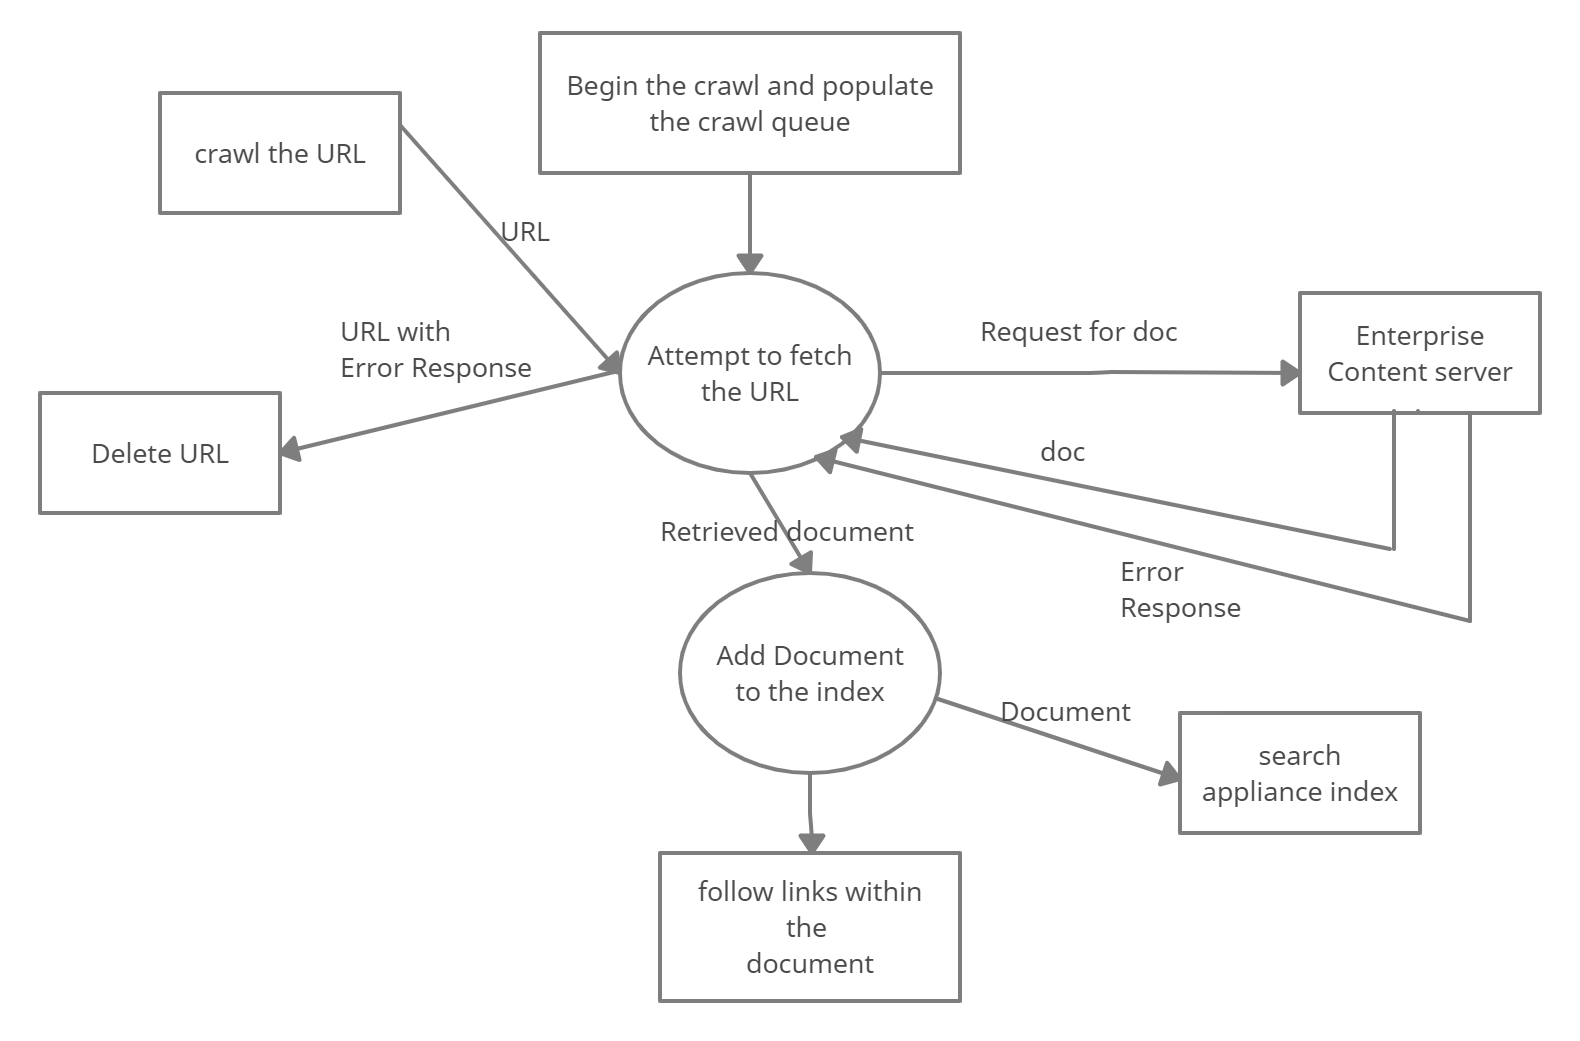 Begin the crawl and populate
the crawl queue
crawl the URL
URL
URL with
Error Response
Attempt to fetch
the URL
Request for doc
Enterprise
Content server
Delete URL
doc
Retrieved document
Error
Response
Add Document
to the index
Document
search
appliance index
follow links within
the
document